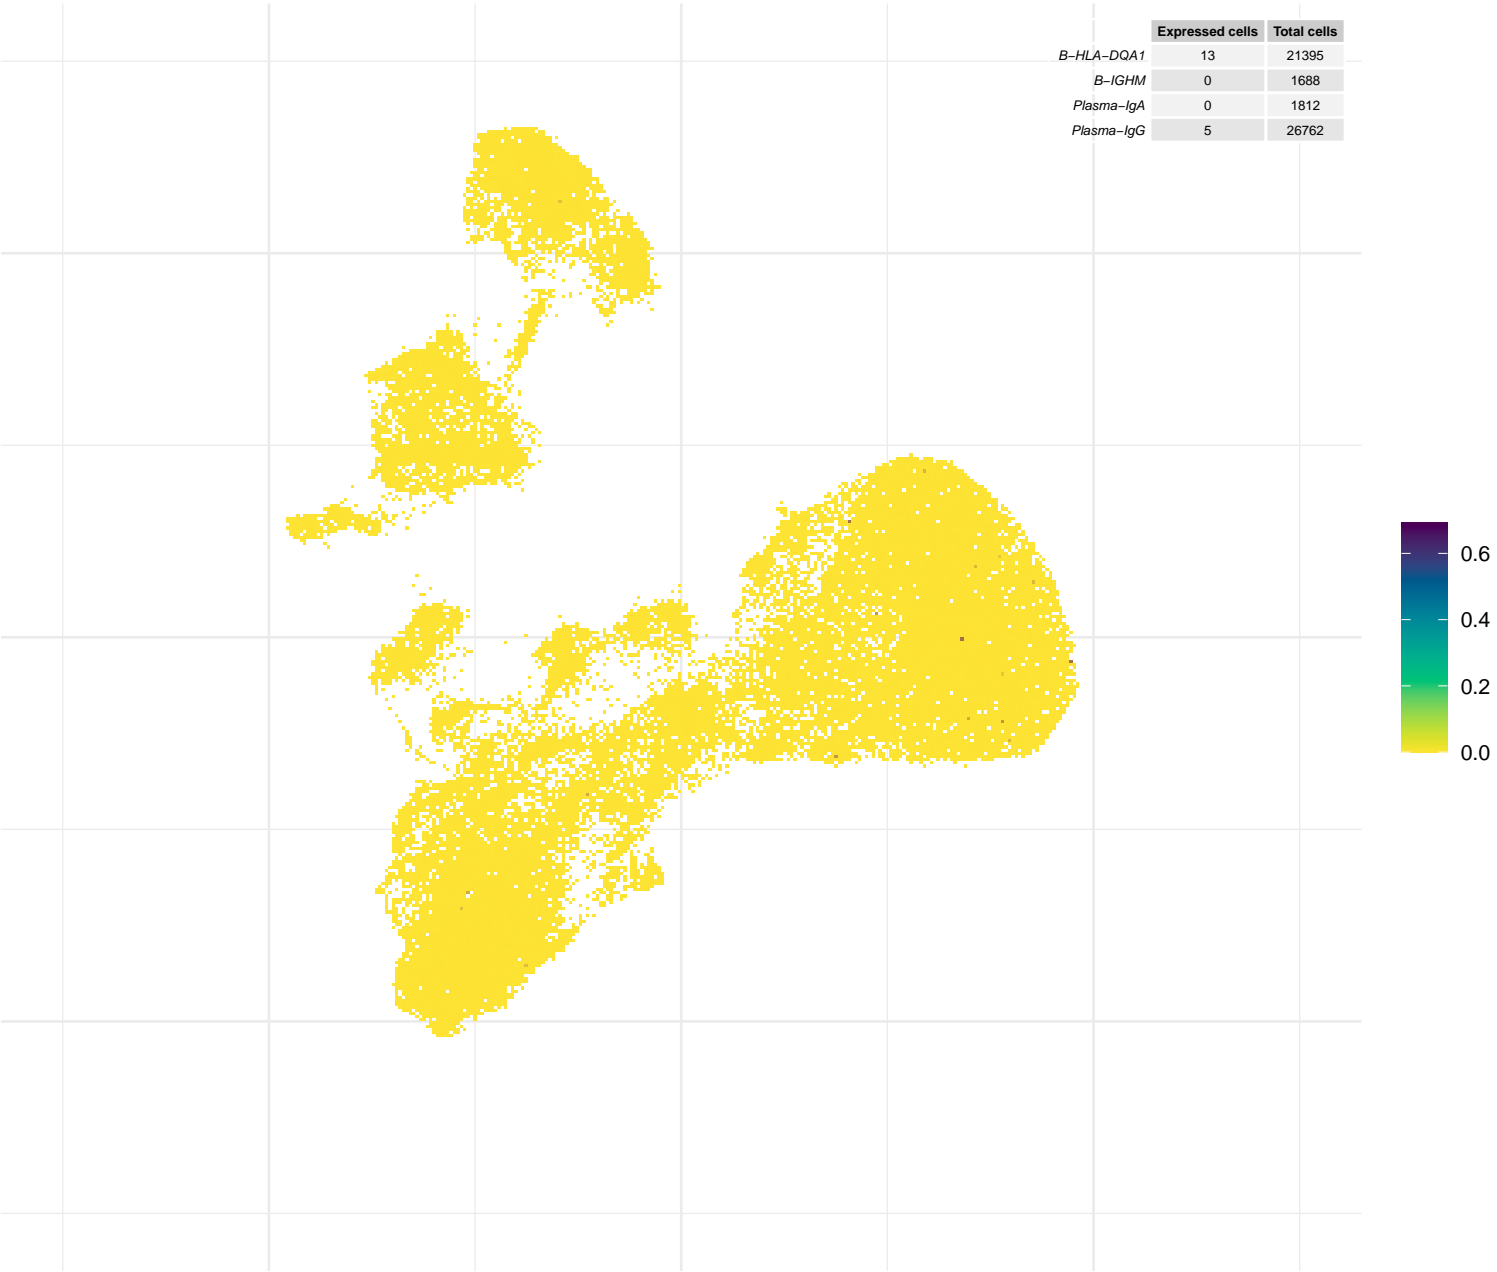 Expressed cells Total cells
B−HLA−DQA1 13 21395
B−IGHM 0 1688
Plasma−IgA 0 1812
Plasma−IgG 5 26762
0.6
0.4
0.2
0.0